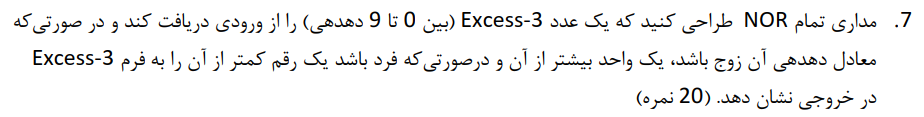 7. مداری تمام NOR طراحی کنید که یک عدد Excess-3 (بین 0 تا 9 دهدهی) را از ورودی دریافت کند و در صورتی‌که
معادل دهدهی آن زوج باشد، یک واحد بیشتر از آن و درصورتی‌که فرد باشد یک رقم کمتر از آن را به فرم Excess-3
در خروجی نشان دهد. (20 نمره)